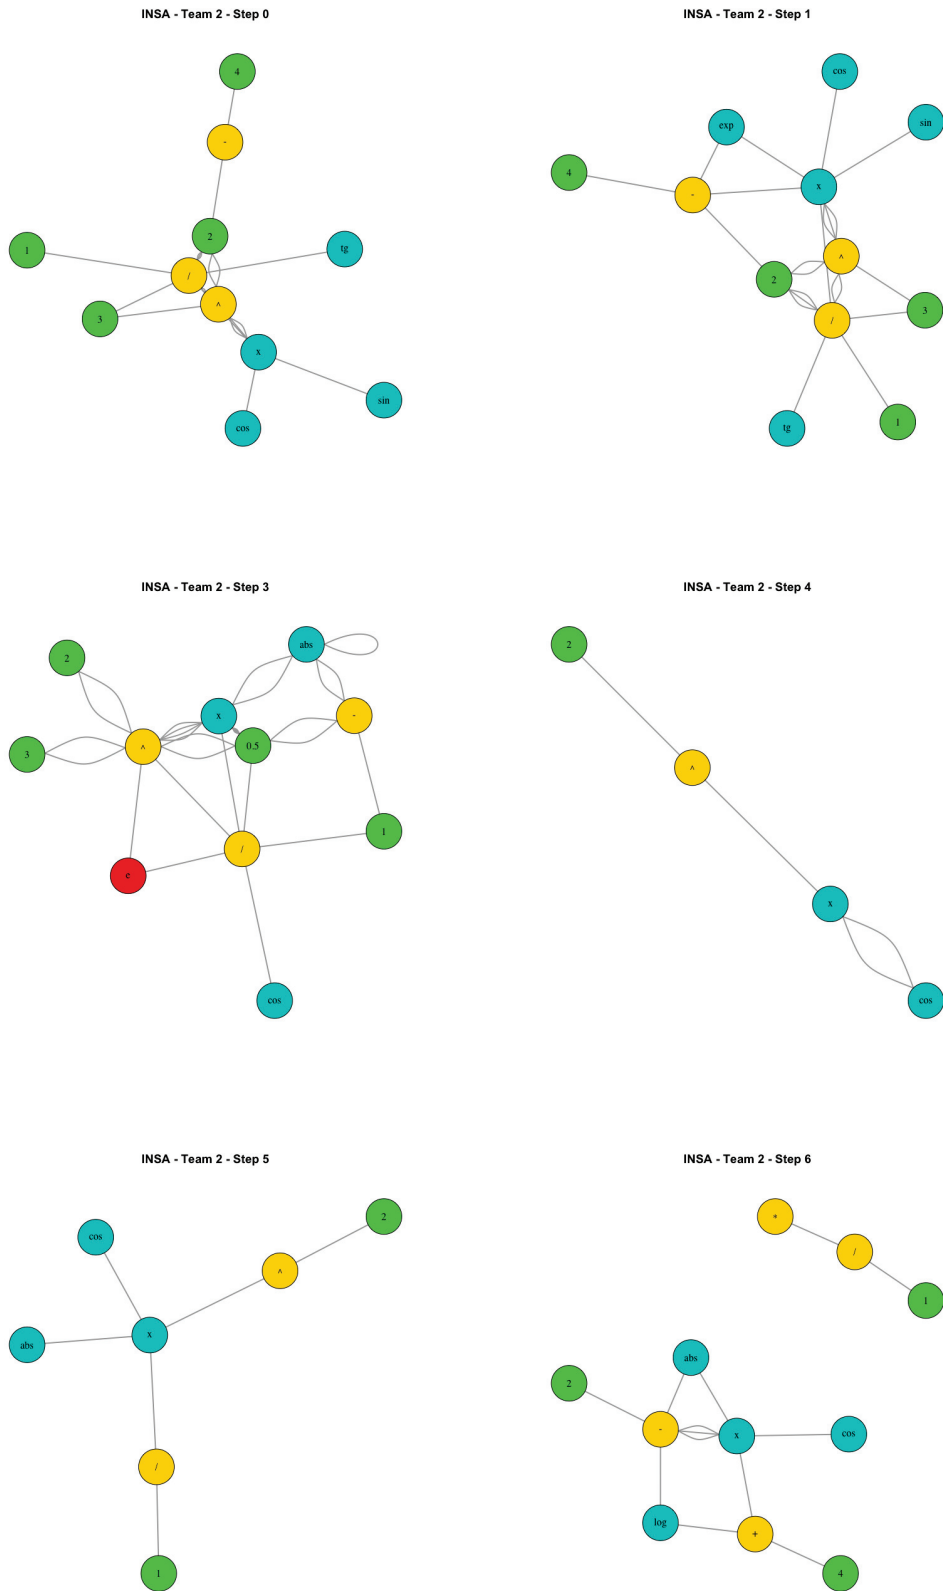 INSA - Team 2 - Step 0
4
-
2
1
/
tg
3
^
x
sin
cos
INSA - Team 2 - Step 1
cos
exp
sin
4
-
x
2
^
3
/
tg
1
INSA - Team 2 - Step 3
abs
2
x
-
3
^
0.5
1
/
e
cos
INSA - Team 2 - Step 4
2
^
x
cos
INSA - Team 2 - Step 5
2
cos
^
x
abs
/
1
INSA - Team 2 - Step 6
*
/
1
abs
2
-
x
cos
log
+
4